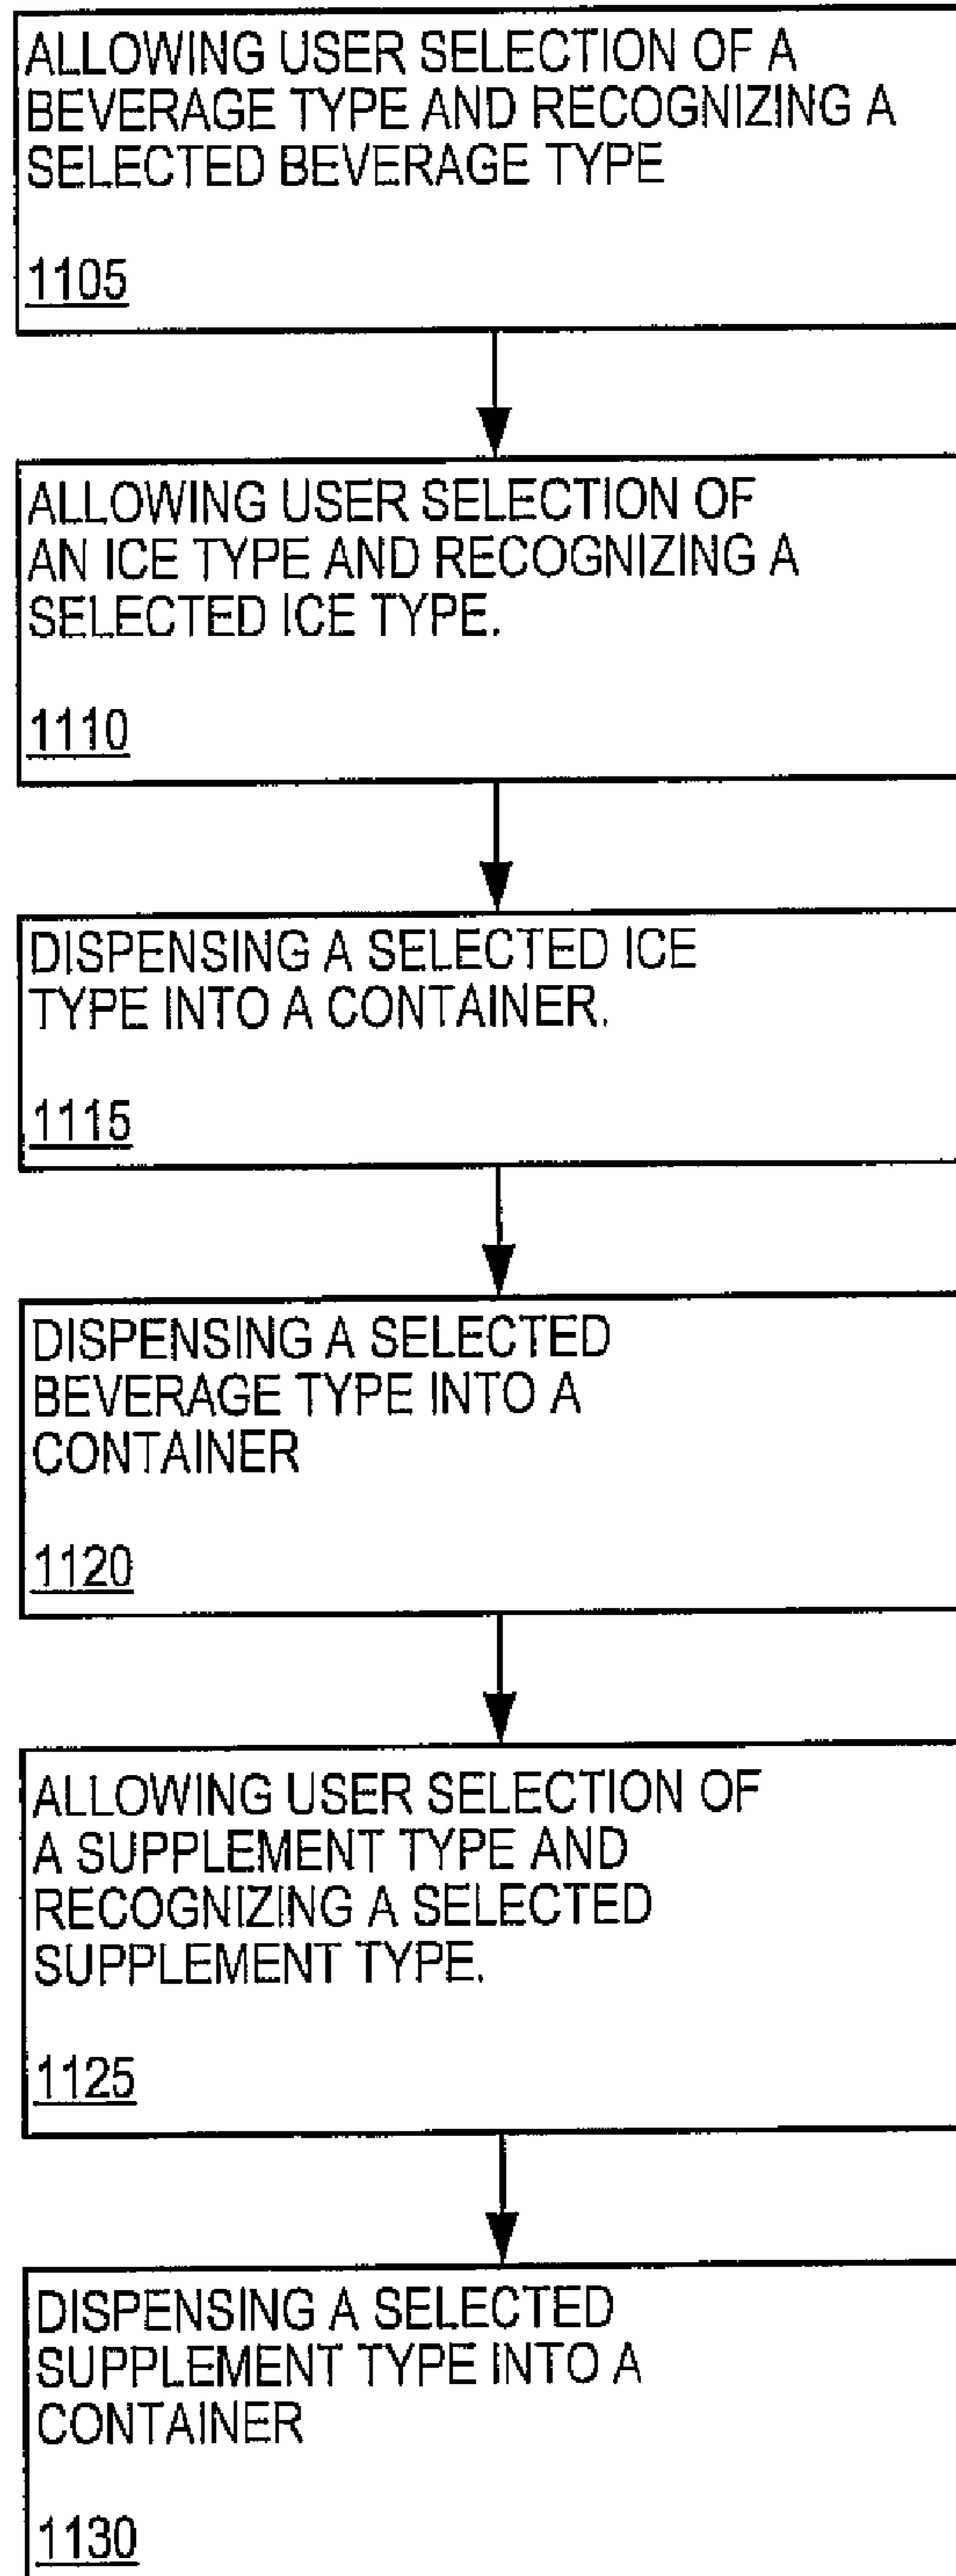 ALLOWING USER SELECTION OF A
BEVERAGE TYPE AND RECOGNIZING A
SELECTED BEVERAGE TYPE
1105
ALLOWING USER SELECTION OF
AN ICE TYPE AND RECOGNIZING A
SELECTED ICE TYPE.
1110
DISPENSING A SELECTED ICE
TYPE INTO A CONTAINER.
1115
DISPENSING A SELECTED
BEVERAGE TYPE INTO A
CONTAINER
1120
ALLOWING USER SELECTION OF
A SUPPLEMENT TYPE AND
RECOGNIZING A SELECTED
SUPPLEMENT TYPE.
1125
DISPENSING A SELECTED
SUPPLEMENT TYPE INTO A
CONTAINER
1130